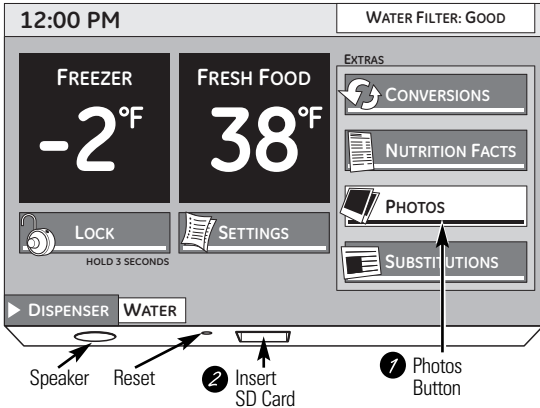 12:00 PM
WATER FILTER: GOOD
FREEZER
-2°F
FRESH FOOD
38°F
EXTRAS
CONVERSIONS
NUTRITION FACTS
PHOTOS
SUBSTITUTIONS
LOCK
HOLD 3 SECONDS
SETTINGS
DISPENSER
WATER
Speaker
Reset
2 Insert
SD Card
1 Photos
Button